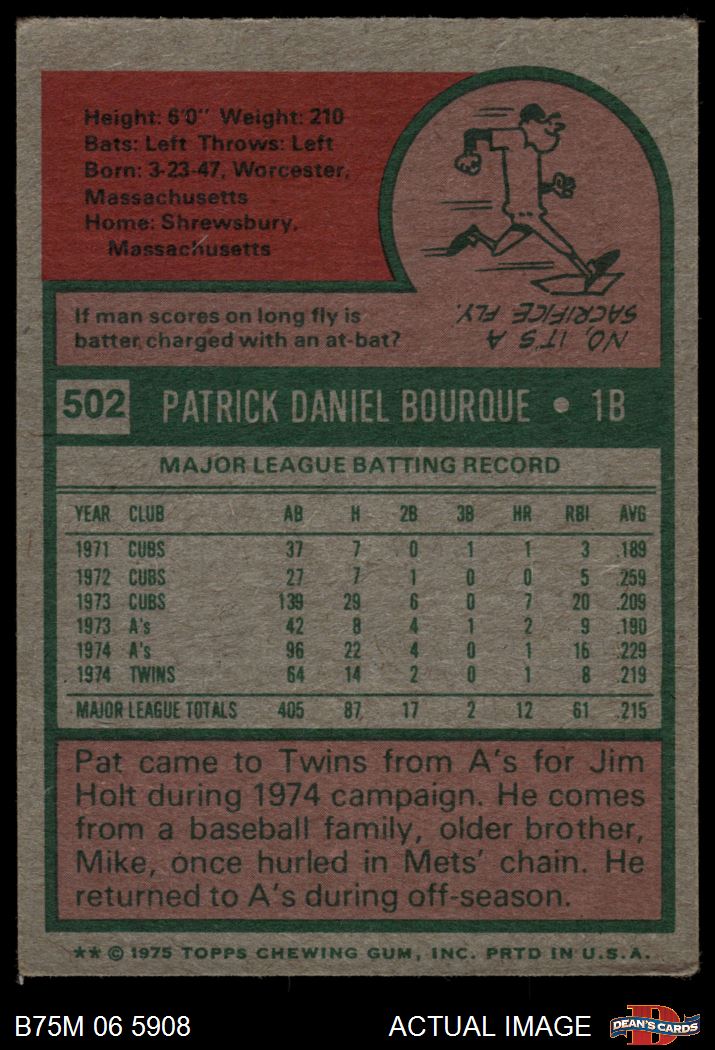 Height: 6'0" Weight: 210
Bats: Left Throws: Left
Born: 3-23-47, Worcester,
Massachusetts
Home: Shrewsbury,
Massachusetts
If man scores on long fly is
batter charged with an at-bat?
NO, IT'S A
SACRIFICE FLY.
502 PATRICK DANIEL BOURQUE • 1B
MAJOR LEAGUE BATTING RECORD
YEAR CLUB AB H 2B 3B HR RBI AVG
1971 CUBS 37 7 0 1 1 3 .189
1972 CUBS 27 7 1 0 0 5 .259
1973 CUBS 139 29 6 0 7 20 .209
1973 A's 42 8 4 1 2 9 .190
1974 A's 96 22 4 0 1 16 .229
1974 TWINS 64 14 2 0 1 8 .219
MAJOR LEAGUE TOTALS 405 87 17 2 12 61 .215
Pat came to Twins from A's for Jim
Holt during 1974 campaign. He comes
from a baseball family, older brother,
Mike, once hurled in Mets' chain. He
returned to A's during off-season.
** © 1975 TOPPS CHEWING GUM, INC. PRTD IN U.S.A.
B75M 06 5908 ACTUAL IMAGE D DEAN'S CARDS